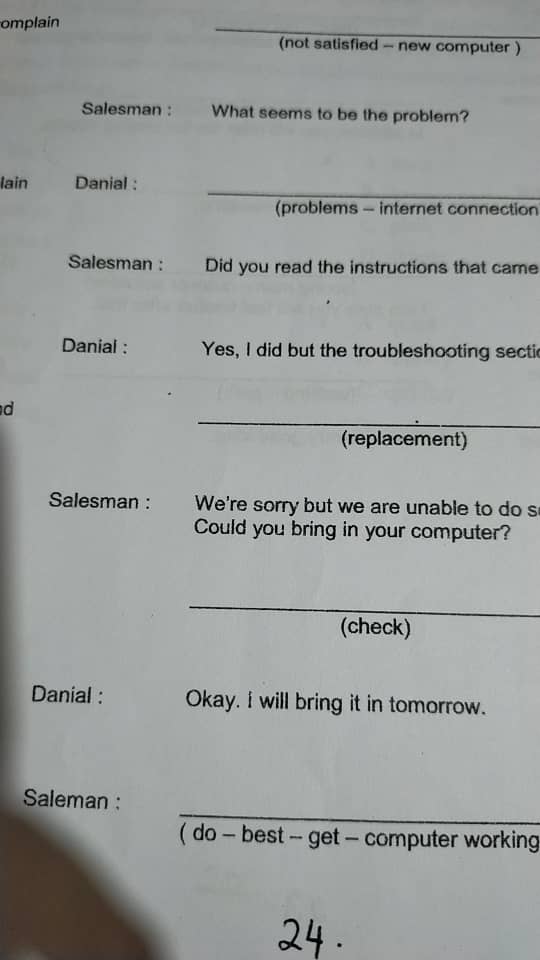 omplain
(not satisfied – new computer )
Salesman : What seems to be the problem?
lain Danial :
(problems – internet connection
Salesman : Did you read the instructions that came
Danial : Yes, I did but the troubleshooting sectio
nd
(replacement)
Salesman : We're sorry but we are unable to do s
Could you bring in your computer?
(check)
Danial : Okay. I will bring it in tomorrow.
Saleman :
( do – best – get – computer working
24.